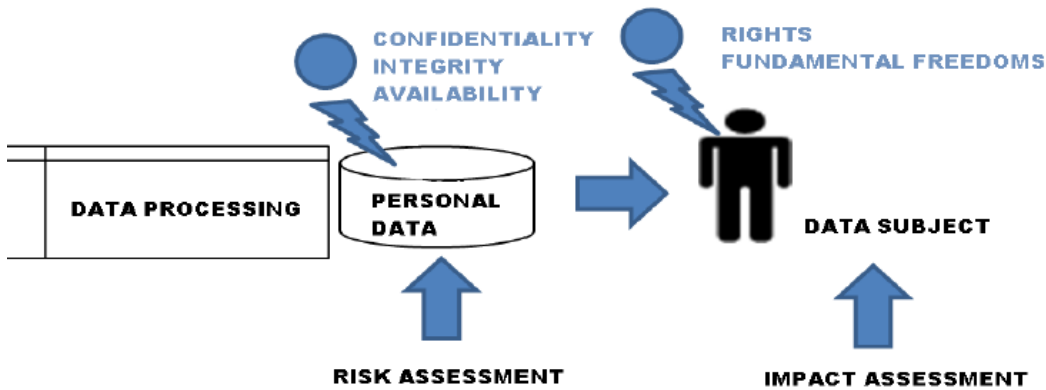 CONFIDENTIALITY
INTEGRITY
AVAILABILITY
RIGHTS
FUNDAMENTAL FREEDOMS
DATA PROCESSING
PERSONAL
DATA
DATA SUBJECT
RISK ASSESSMENT
IMPACT ASSESSMENT